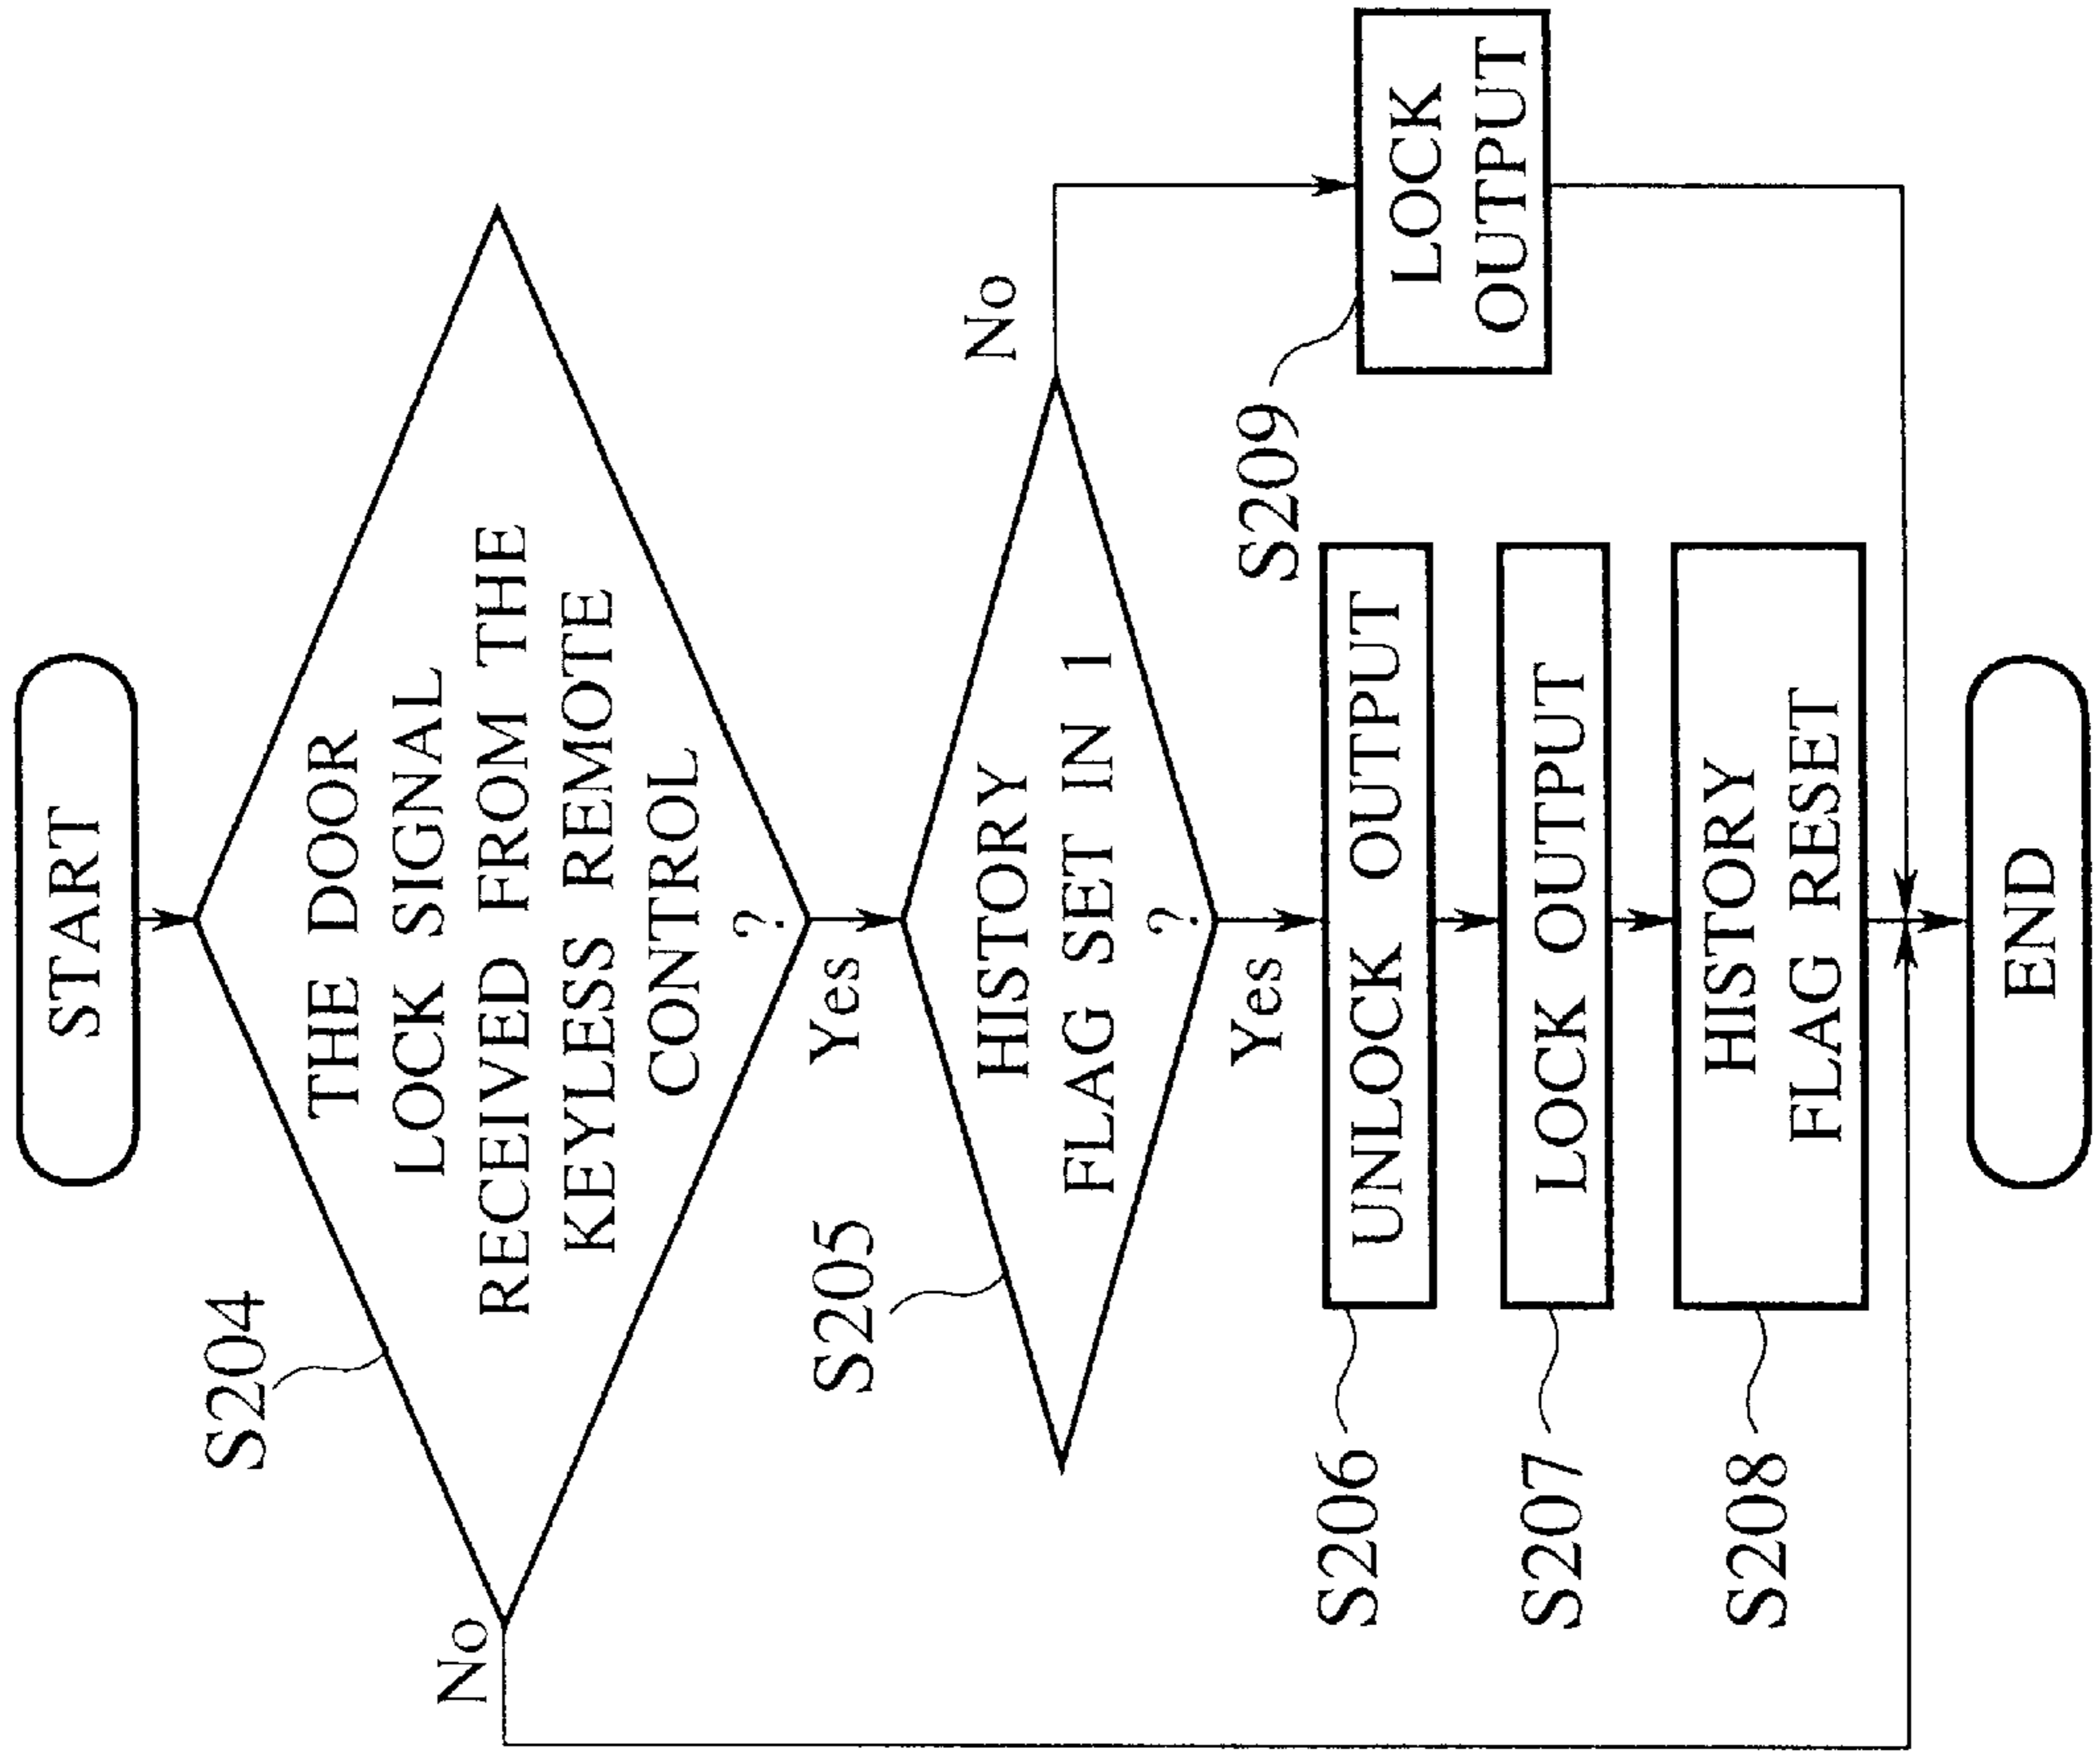 START
S204
THE DOOR
LOCK SIGNAL
RECEIVED FROM THE
KEYLESS REMOTE
CONTROL
?
No
Yes
S205
HISTORY
FLAG SET IN 1
?
No
Yes
S206
UNLOCK OUTPUT
S209
LOCK
OUTPUT
S207
LOCK OUTPUT
S208
HISTORY
FLAG RESET
END